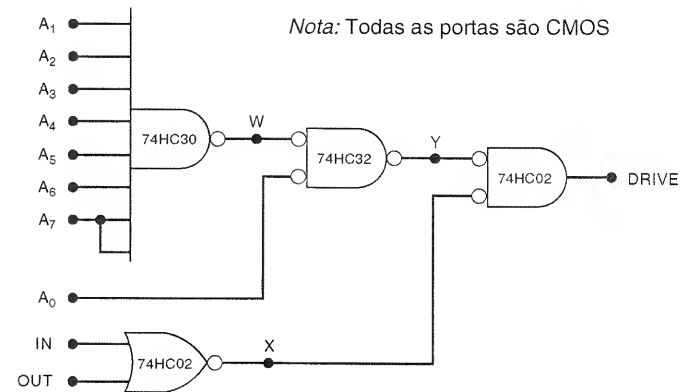 Nota: Todas as portas são CMOS
A1
A2
A3
A4
A5
A6
A7
A0
IN
OUT
74HC30
W
74HC32
Y
74HC02
DRIVE
74HC02
X